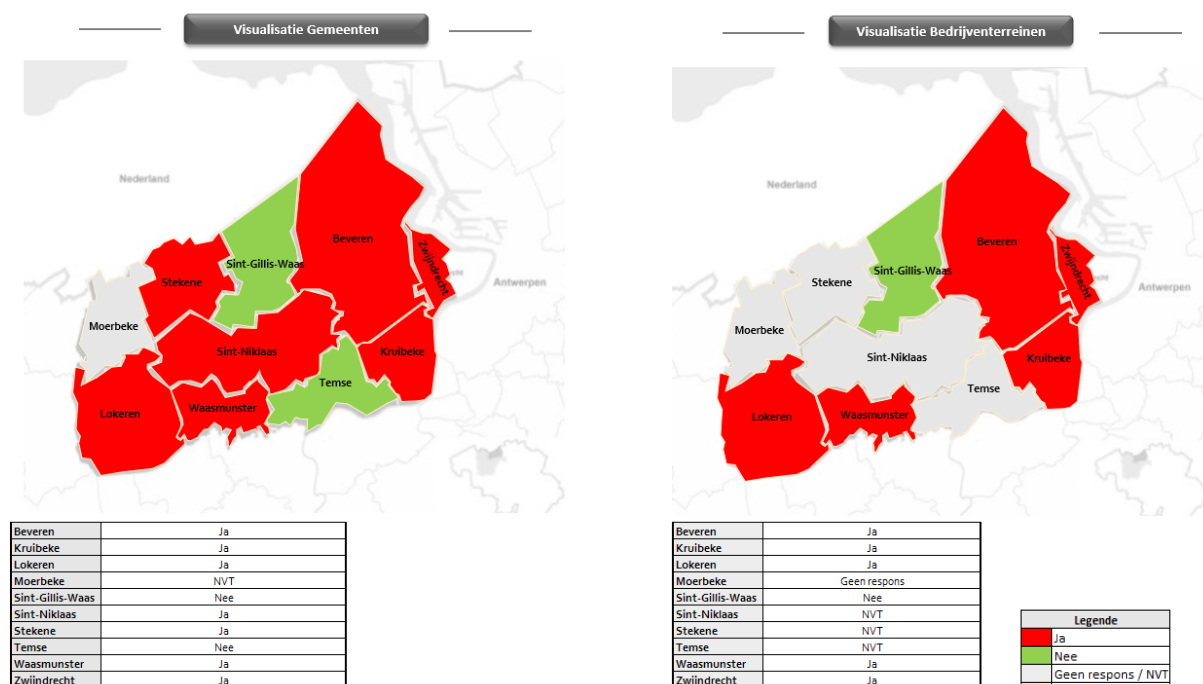 Visualisatie Gemeenten
Nederland
Beveren
Zwijndrecht
Sint-Gillis-Waas
Stekene
Antwerpen
Moerbeke
Sint-Niklaas
Kruibeke
Temse
Lokeren
Waasmunster
Beveren Ja
Kruibeke Ja
Lokeren Ja
Moerbeke NVT
Sint-Gillis-Waas Nee
Sint-Niklaas Ja
Stekene Ja
Temse Nee
Waasmunster Ja
Zwijndrecht Ja
Visualisatie Bedrijventerreinen
Nederland
Beveren
Zwijndrecht
Sint-Gillis-Waas
Stekene
Antwerpen
Moerbeke
Sint-Niklaas
Kruibeke
Temse
Lokeren
Waasmunster
Beveren Ja
Kruibeke Ja
Lokeren Ja
Moerbeke Geen respons
Sint-Gillis-Waas Nee
Sint-Niklaas NVT
Stekene NVT
Temse NVT
Waasmunster Ja
Zwijndrecht Ja
Legende
Ja
Nee
Geen respons / NVT